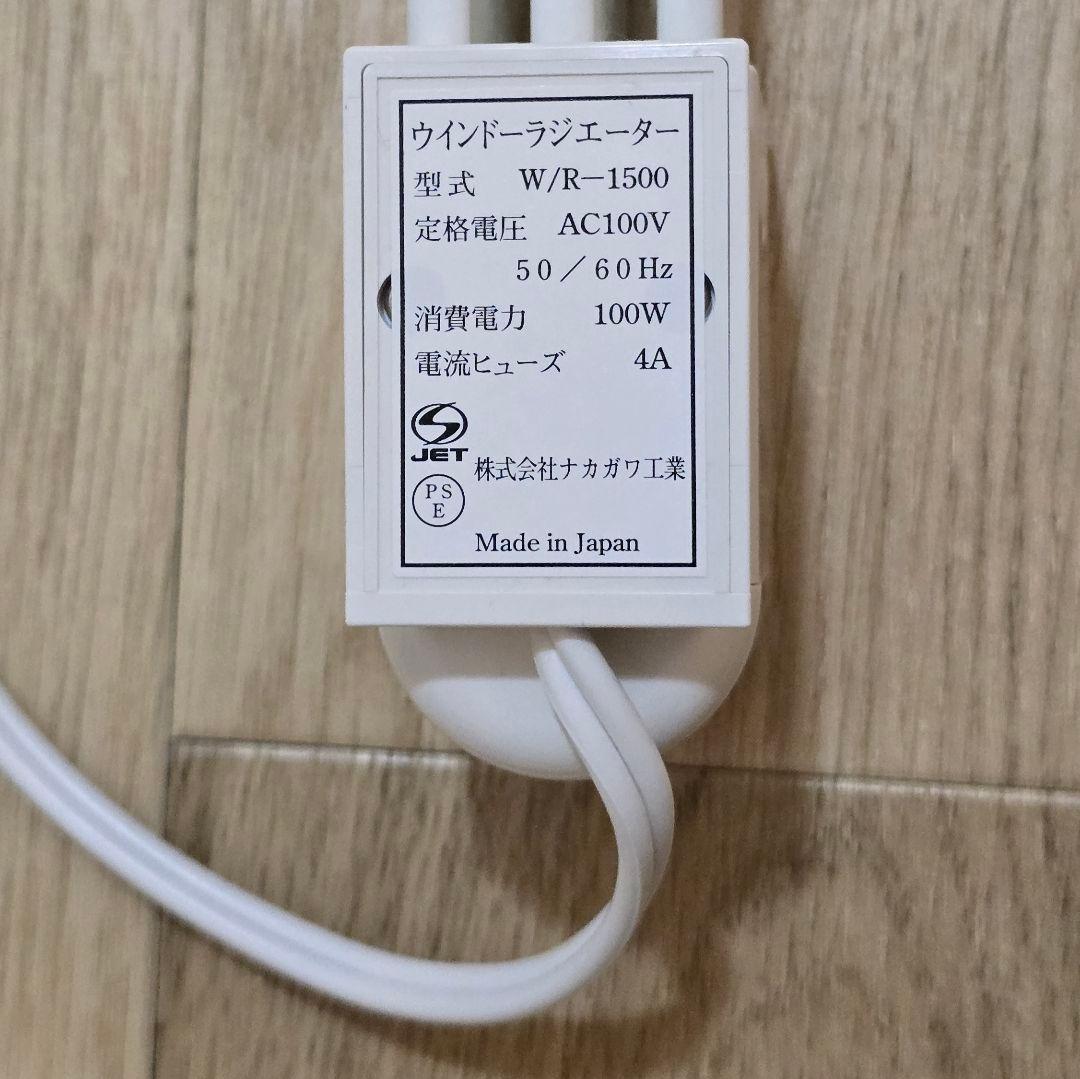 ウインドーラジエーター
型式 W/R-1500
定格電圧 AC100V
50/60Hz
消費電力 100W
電流ヒューズ 4A
JET
株式会社ナカガワ工業
PS
E
Made in Japan